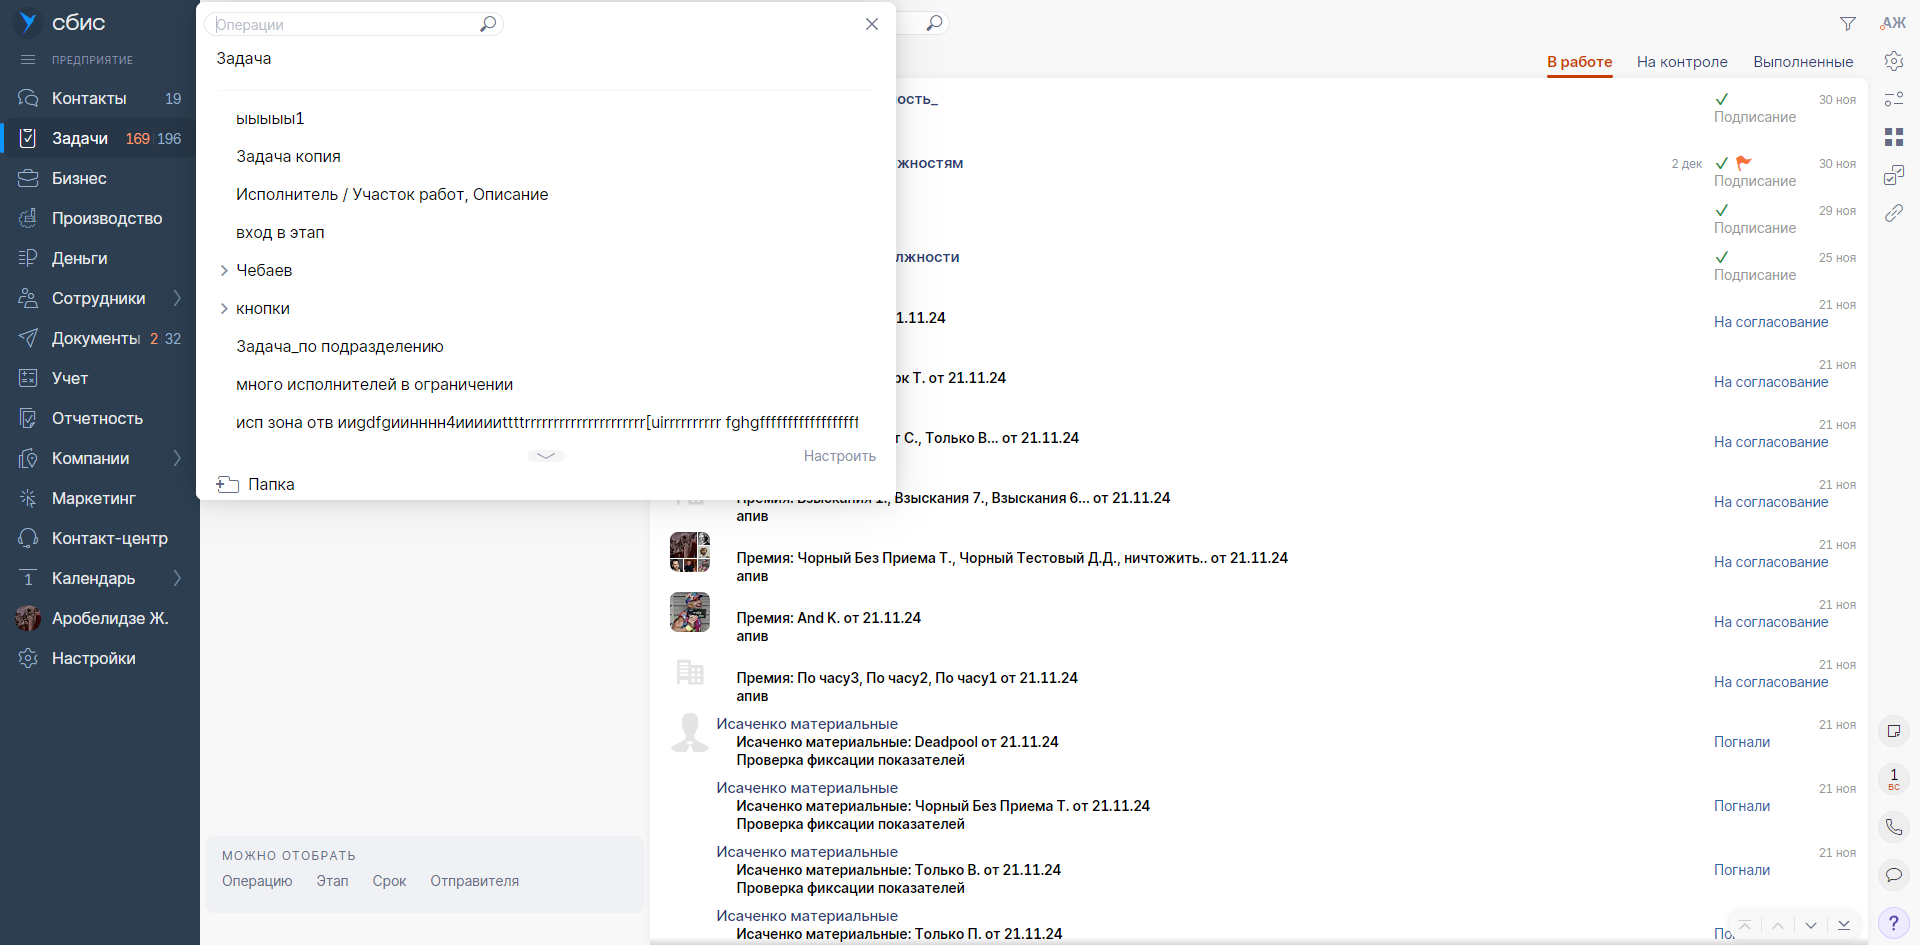 сбис
ПРЕДПРИЯТИЕ
Контакты 19
Задачи 169 196
Бизнес
Производство
Деньги
Сотрудники
Документы 2 32
Учет
Отчетность
Компании
Маркетинг
Контакт-центр
1 Календарь
Аробелидзе Ж.
Настройки
Операции
Задача
ыыыыы1
Задача копия
Исполнитель / Участок работ, Описание
вход в этап
Чебаев
кнопки
Задача_по подразделению
много исполнителей в ограничении
Настроить
Папка
МОЖНО ОТОБРАТЬ
Операцию Этап Срок Отправителя
АЖ
В работе На контроле Выполненные
ость_ 30 ноя
Подписание
жностям 2 дек 30 ноя
Подписание
29 ноя
Подписание
лжности 25 ноя
Подписание
21 ноя
1.11.24 На согласование
21 ноя
рк Т. от 21.11.24 На согласование
21 ноя
т С., Только В... от 21.11.24 На согласование
21 ноя
Премия: Взыскания 1., Взыскания 7., Взыскания 6... от 21.11.24 На согласование
апив
21 ноя
Премия: Чорный Без Приема Т., Чорный Тестовый Д.Д., ничтожить.. от 21.11.24 На согласование
апив
21 ноя
Премия: And K. от 21.11.24 На согласование
апив
21 ноя
Премия: По часу3, По часу2, По часу1 от 21.11.24 На согласование
апив
Исаченко материальные 21 ноя
Исаченко материальные: Deadpool от 21.11.24 Погнали
Проверка фиксации показателей
Исаченко материальные 21 ноя
Исаченко материальные: Чорный Без Приема Т. от 21.11.24 Погнали
Проверка фиксации показателей
Исаченко материальные 21 ноя
Исаченко материальные: Только В. от 21.11.24 Погнали
Проверка фиксации показателей
Исаченко материальные
Исаченко материальные: Только П. от 21.11.24
1
ВС
?